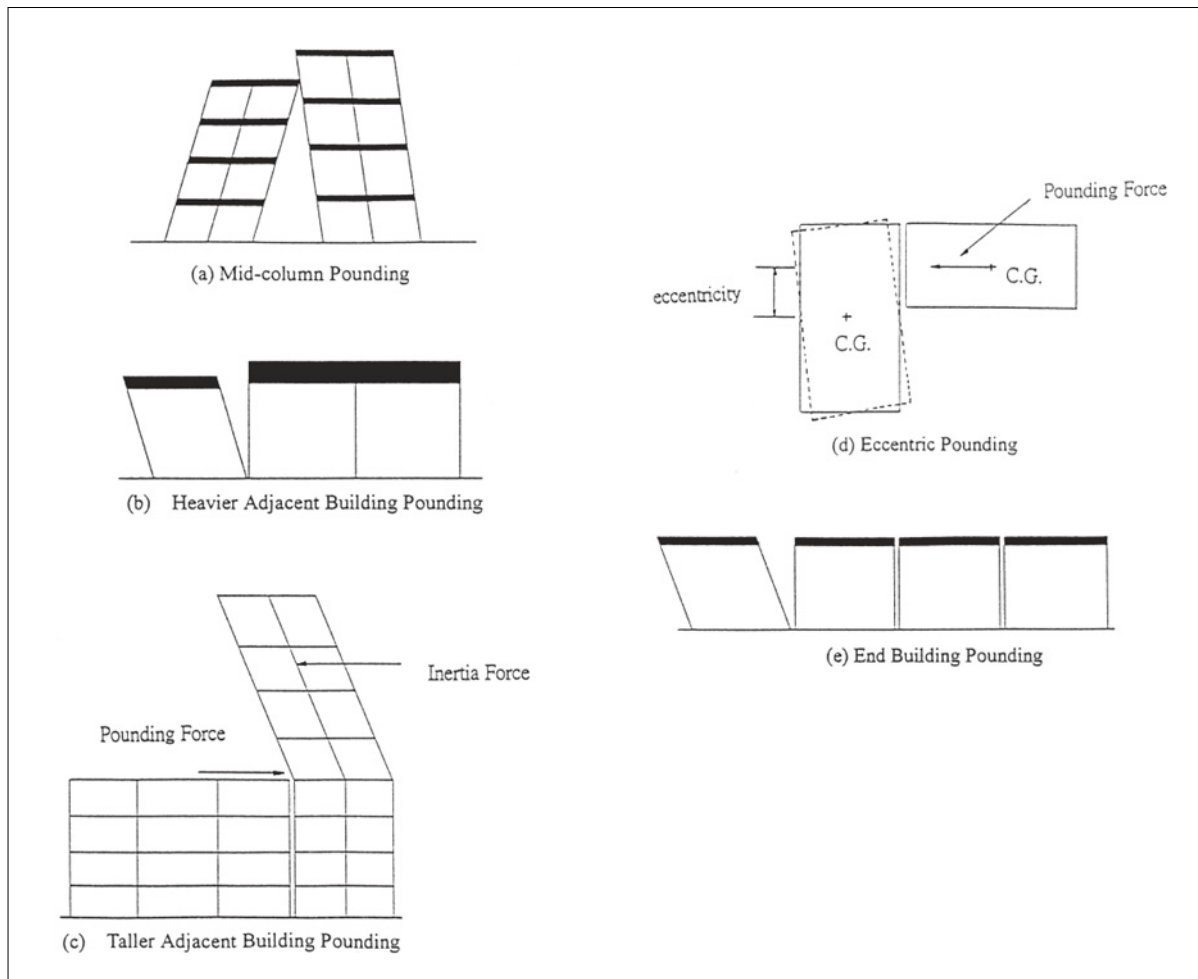 (a) Mid-column Pounding
(b) Heavier Adjacent Building Pounding
Inertia Force
Pounding Force
(c) Taller Adjacent Building Pounding
Pounding Force
C.G.
eccentricity
C.G.
(d) Eccentric Pounding
(e) End Building Pounding